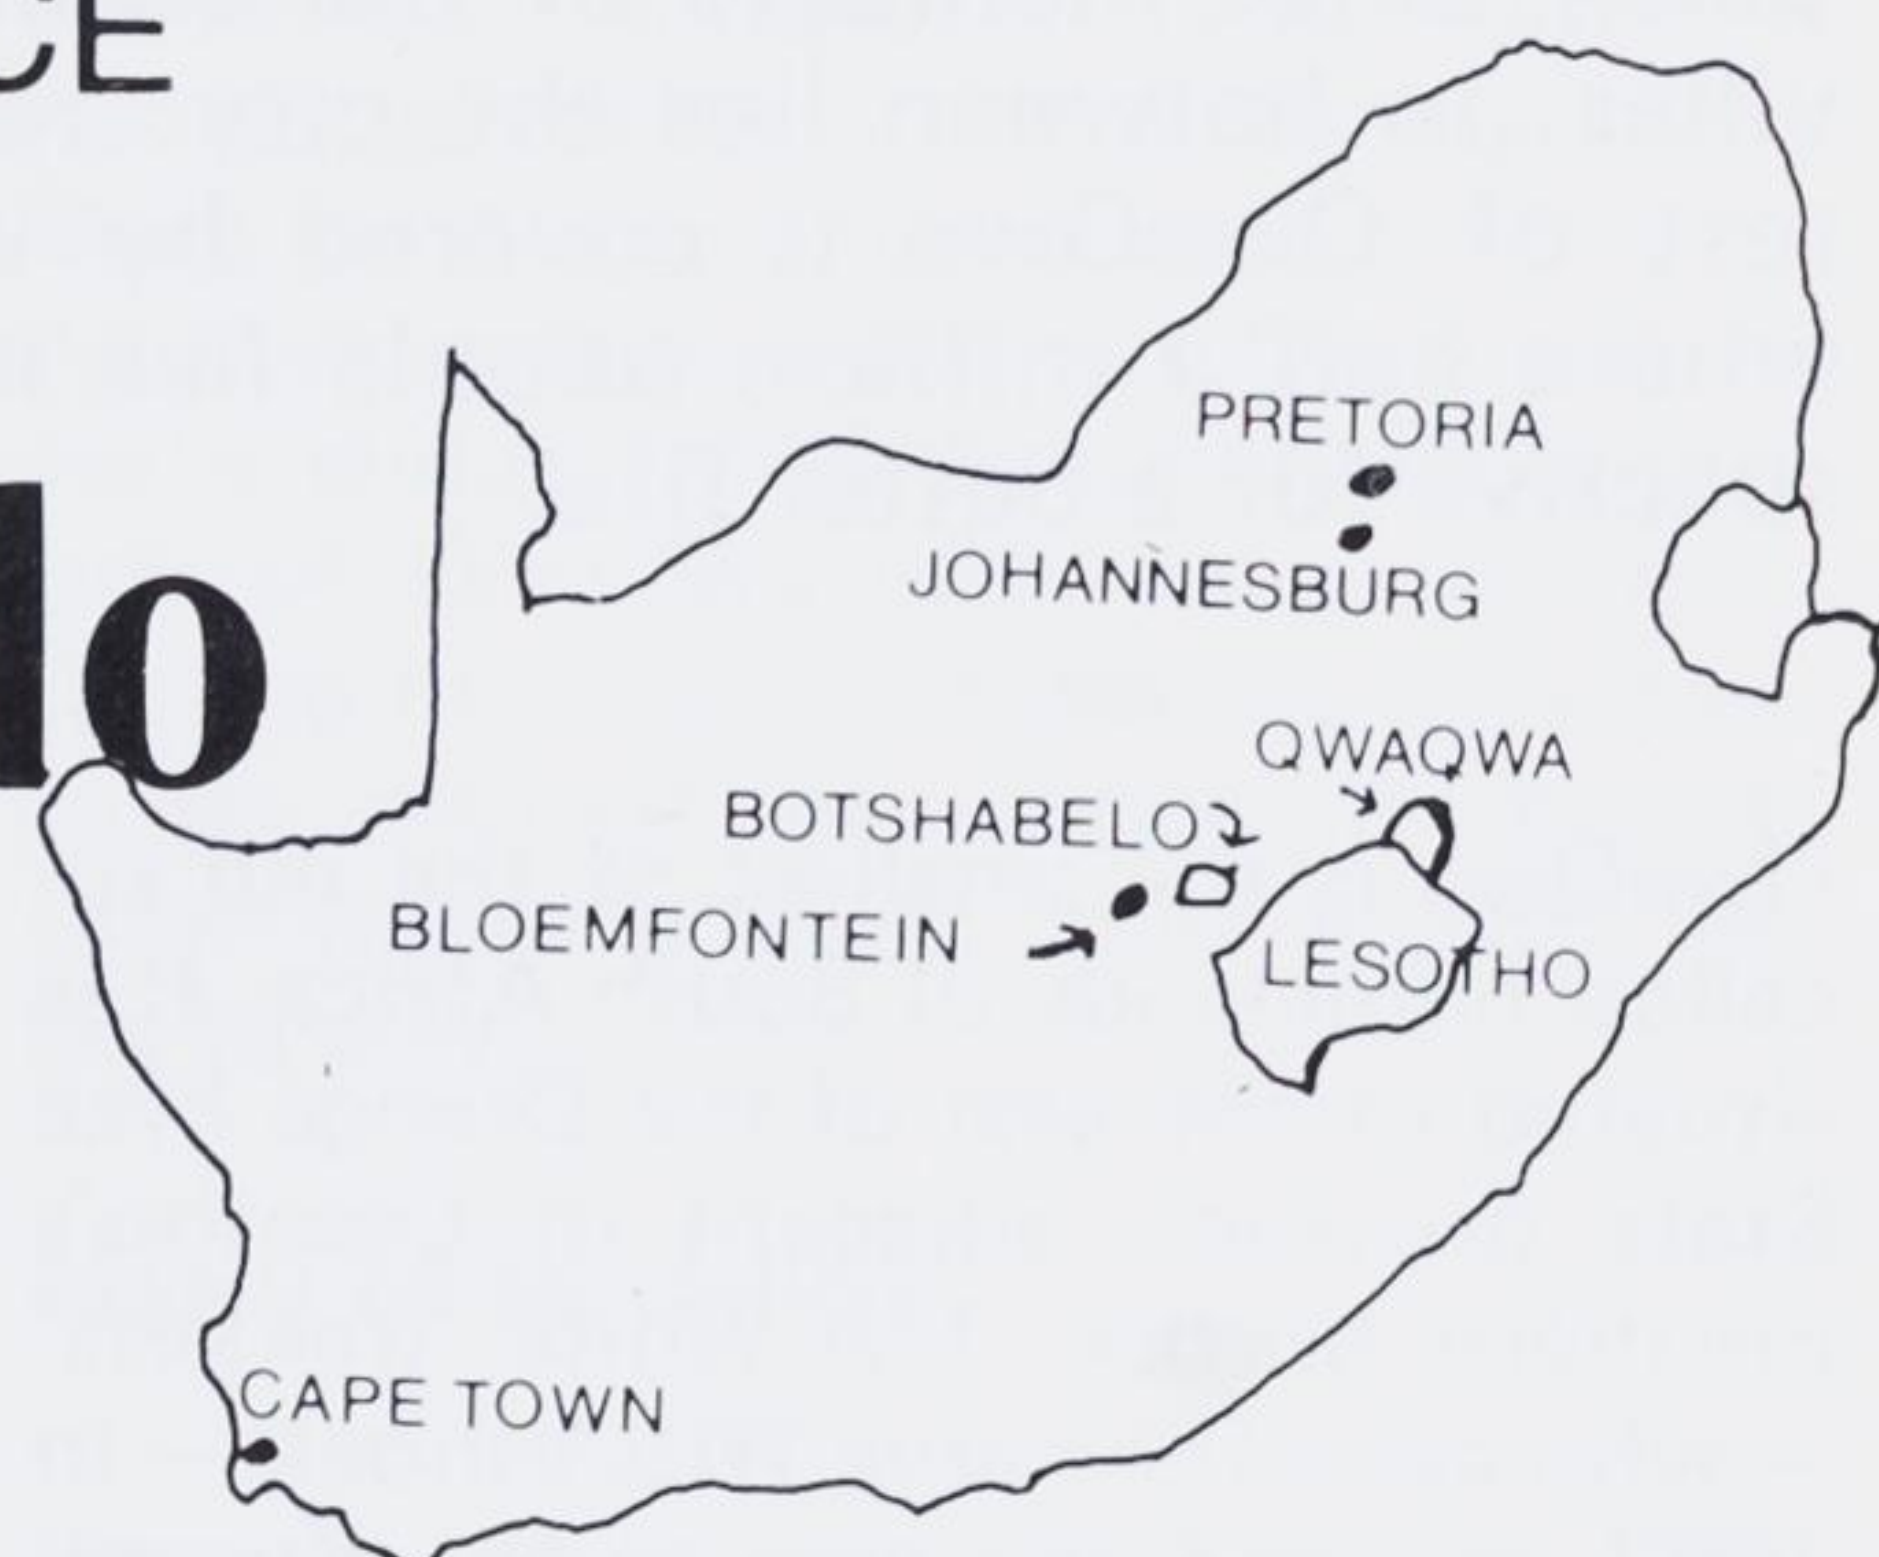 CE
lo
PRETORIA
JOHANNESBURG
QWAQWA
BOTSHABELO
BLOEMFONTEIN
LESOTHO
CAPE TOWN